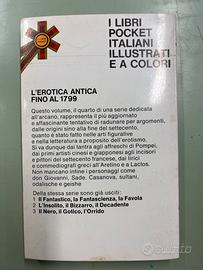 I LIBRI
POCKET
ITALIANI
ILLUSTRATI
E A COLORI
L'EROTICA ANTICA
FINO AL 1799
Questo volume, il quarto di una serie dedicata
all'arcano, rappresenta il più aggiornato
e affascinante tentativo di radunare per argomenti,
dalle origini sino alla fine del settecento,
quanto è stato fatto nelle arti figurative
e nella letteratura a proposito dell'erotismo.
Si va dunque dai tantra agli affreschi di Pompei,
dai primi artisti cinesi e giapponesi agli incisori
e pittori del settecento francese, dai lirici
e commediografi greci all'Aretino e a Laclos.
Non mancano infine i personaggi come
don Giovanni, Sade, Casanova, sultani,
odalische e geishe
Della stessa serie sono già usciti:
1 Il Fantastico, la Fantascienza, la Favola
2 L'Insolito, il Bizzarro, il Decadente
3 Il Nero, il Gotico, l'Orrido
subito